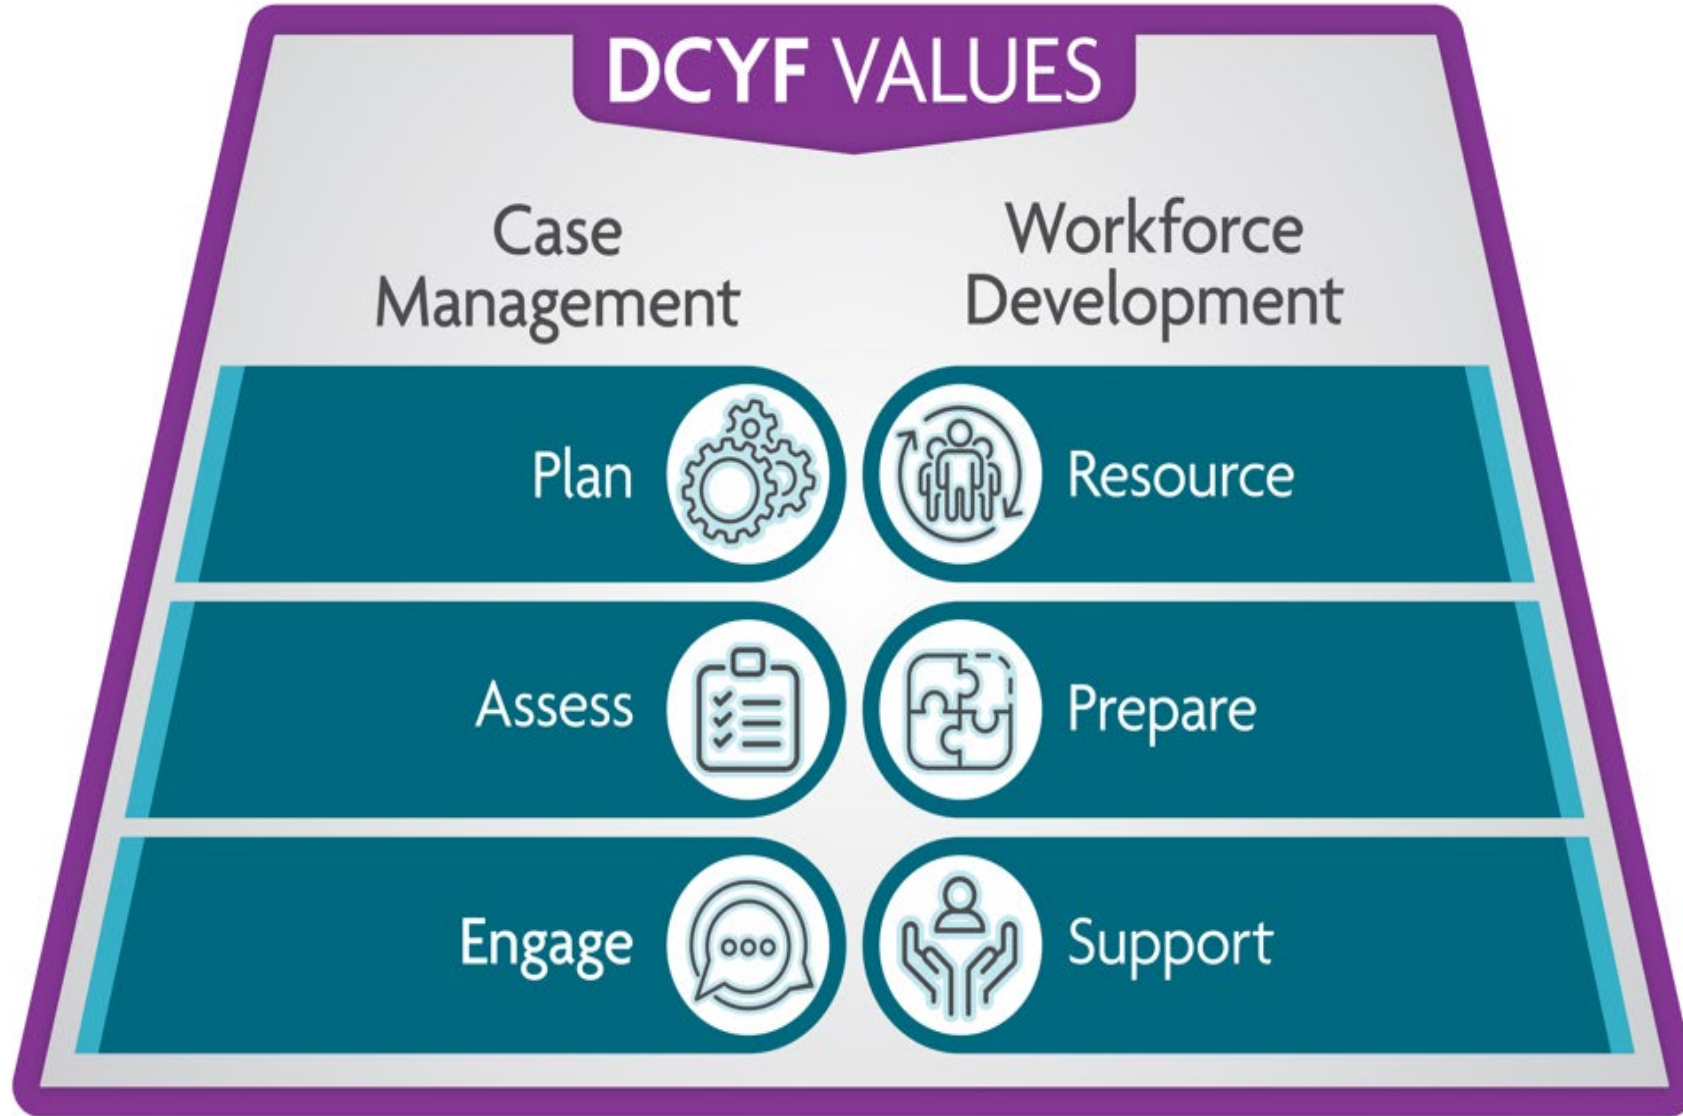 DCYF VALUES
Case
Management
Workforce
Development
Plan
Resource
Assess
Prepare
Engage
Support